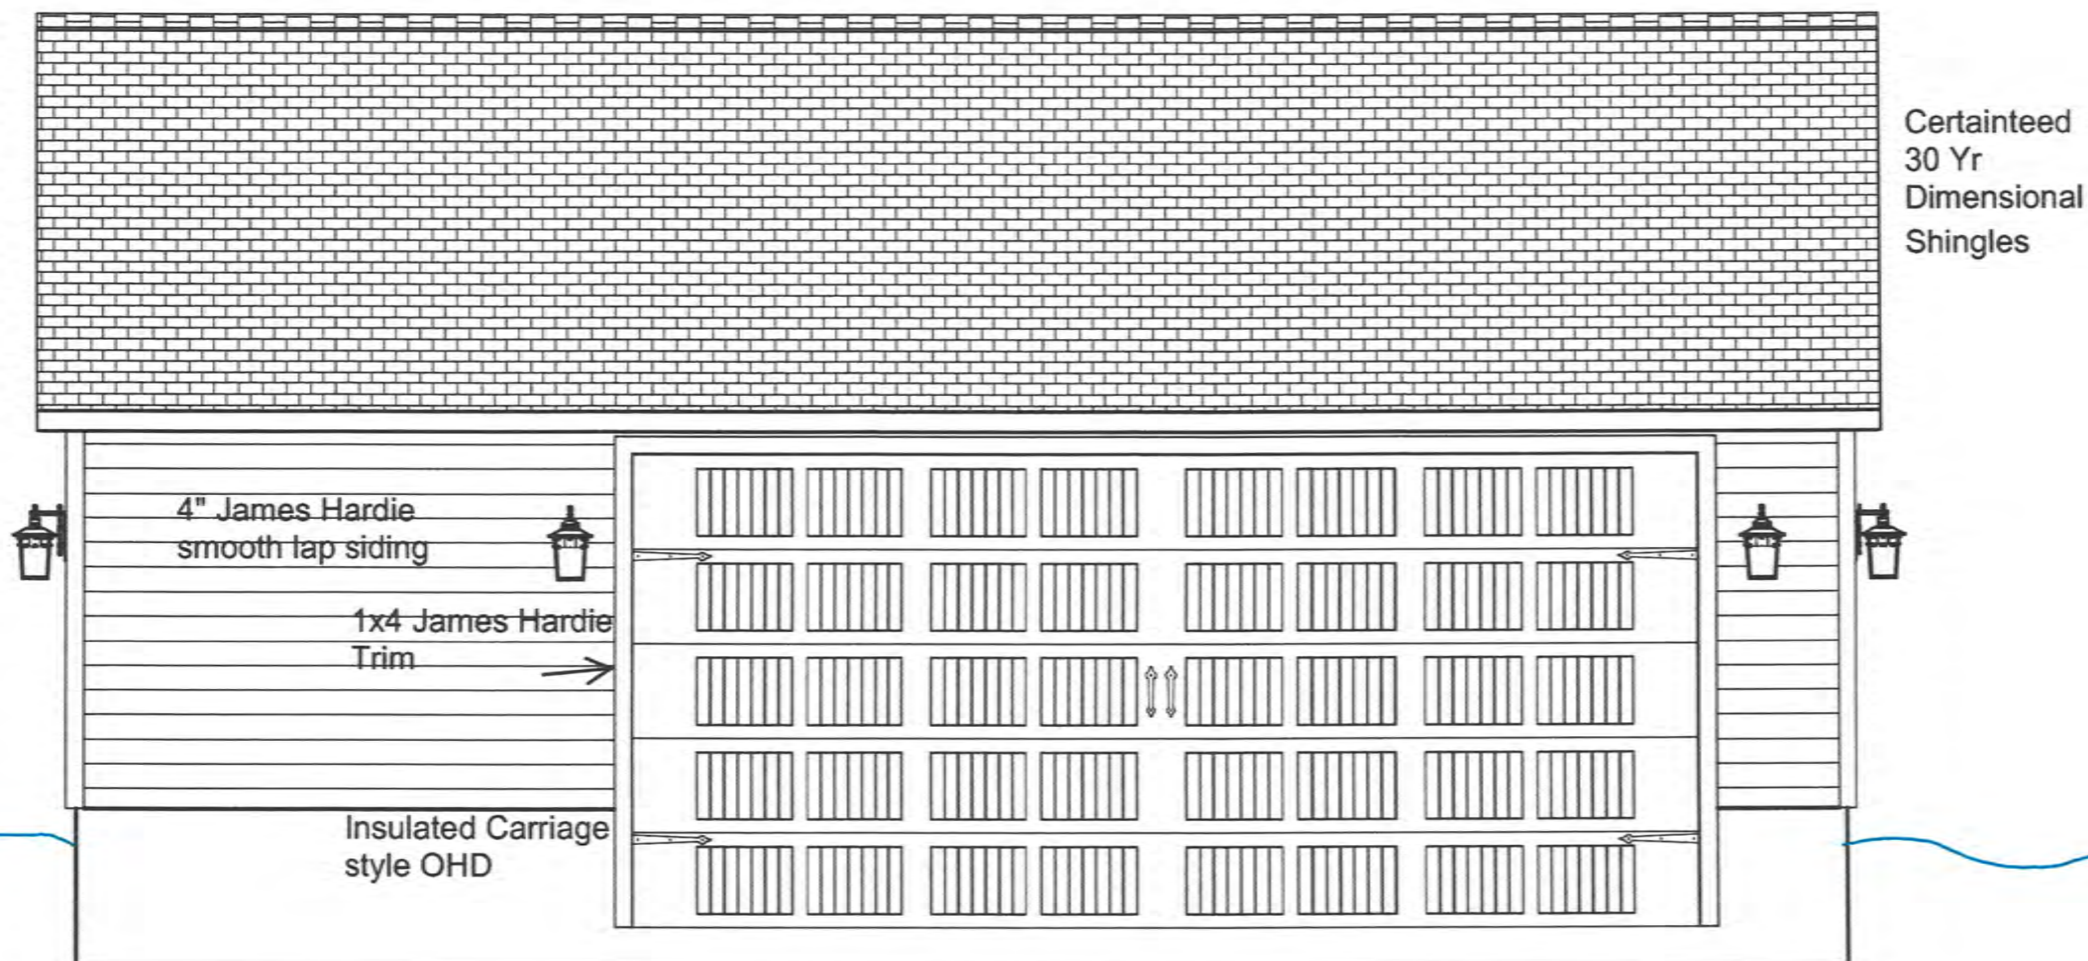 Certainteed
30 Yr
Dimensional
Shingles
4" James Hardie
smooth lap siding
1x4 James Hardie
Trim
Insulated Carriage
style OHD